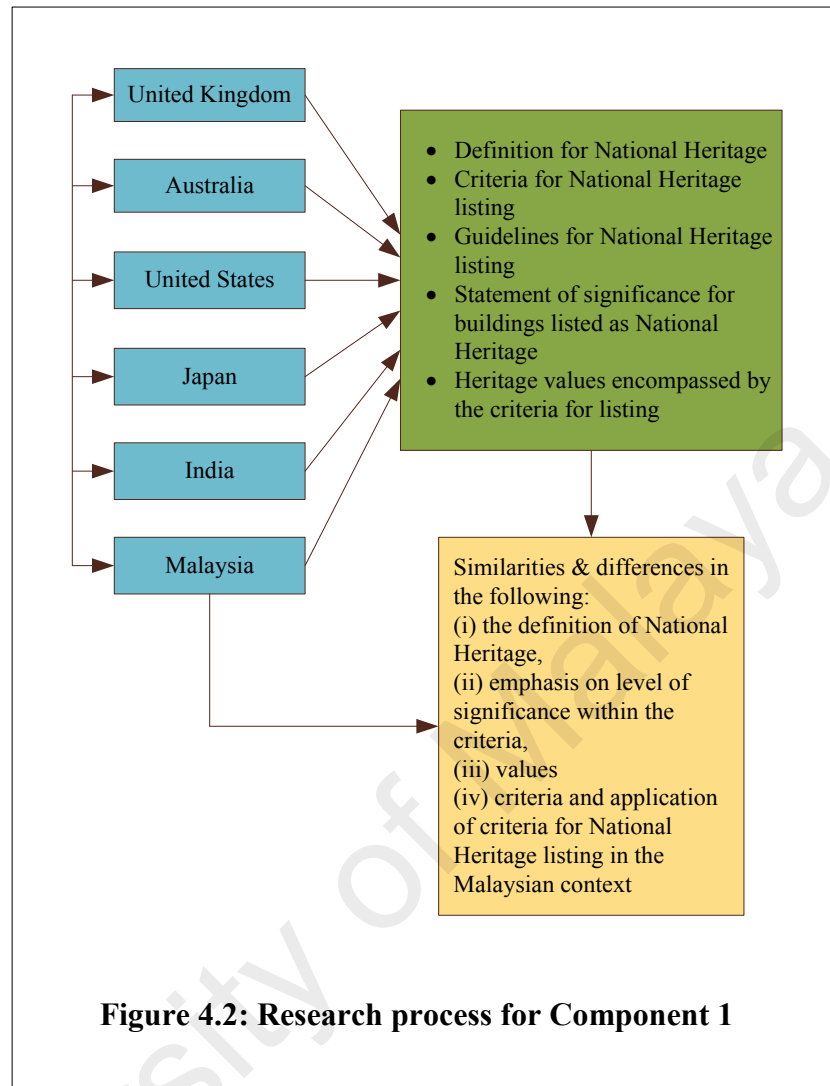 United Kingdom
Australia
United States
Japan
India
Malaysia
• Definition for National Heritage
• Criteria for National Heritage
listing
• Guidelines for National Heritage
listing
• Statement of significance for
buildings listed as National
Heritage
• Heritage values encompassed by
the criteria for listing
Similarities & differences in
the following:
(i) the definition of National
Heritage,
(ii) emphasis on level of
significance within the
criteria,
(iii) values
(iv) criteria and application
of criteria for National
Heritage listing in the
Malaysian context
Figure 4.2: Research process for Component 1
rsity of Malaya